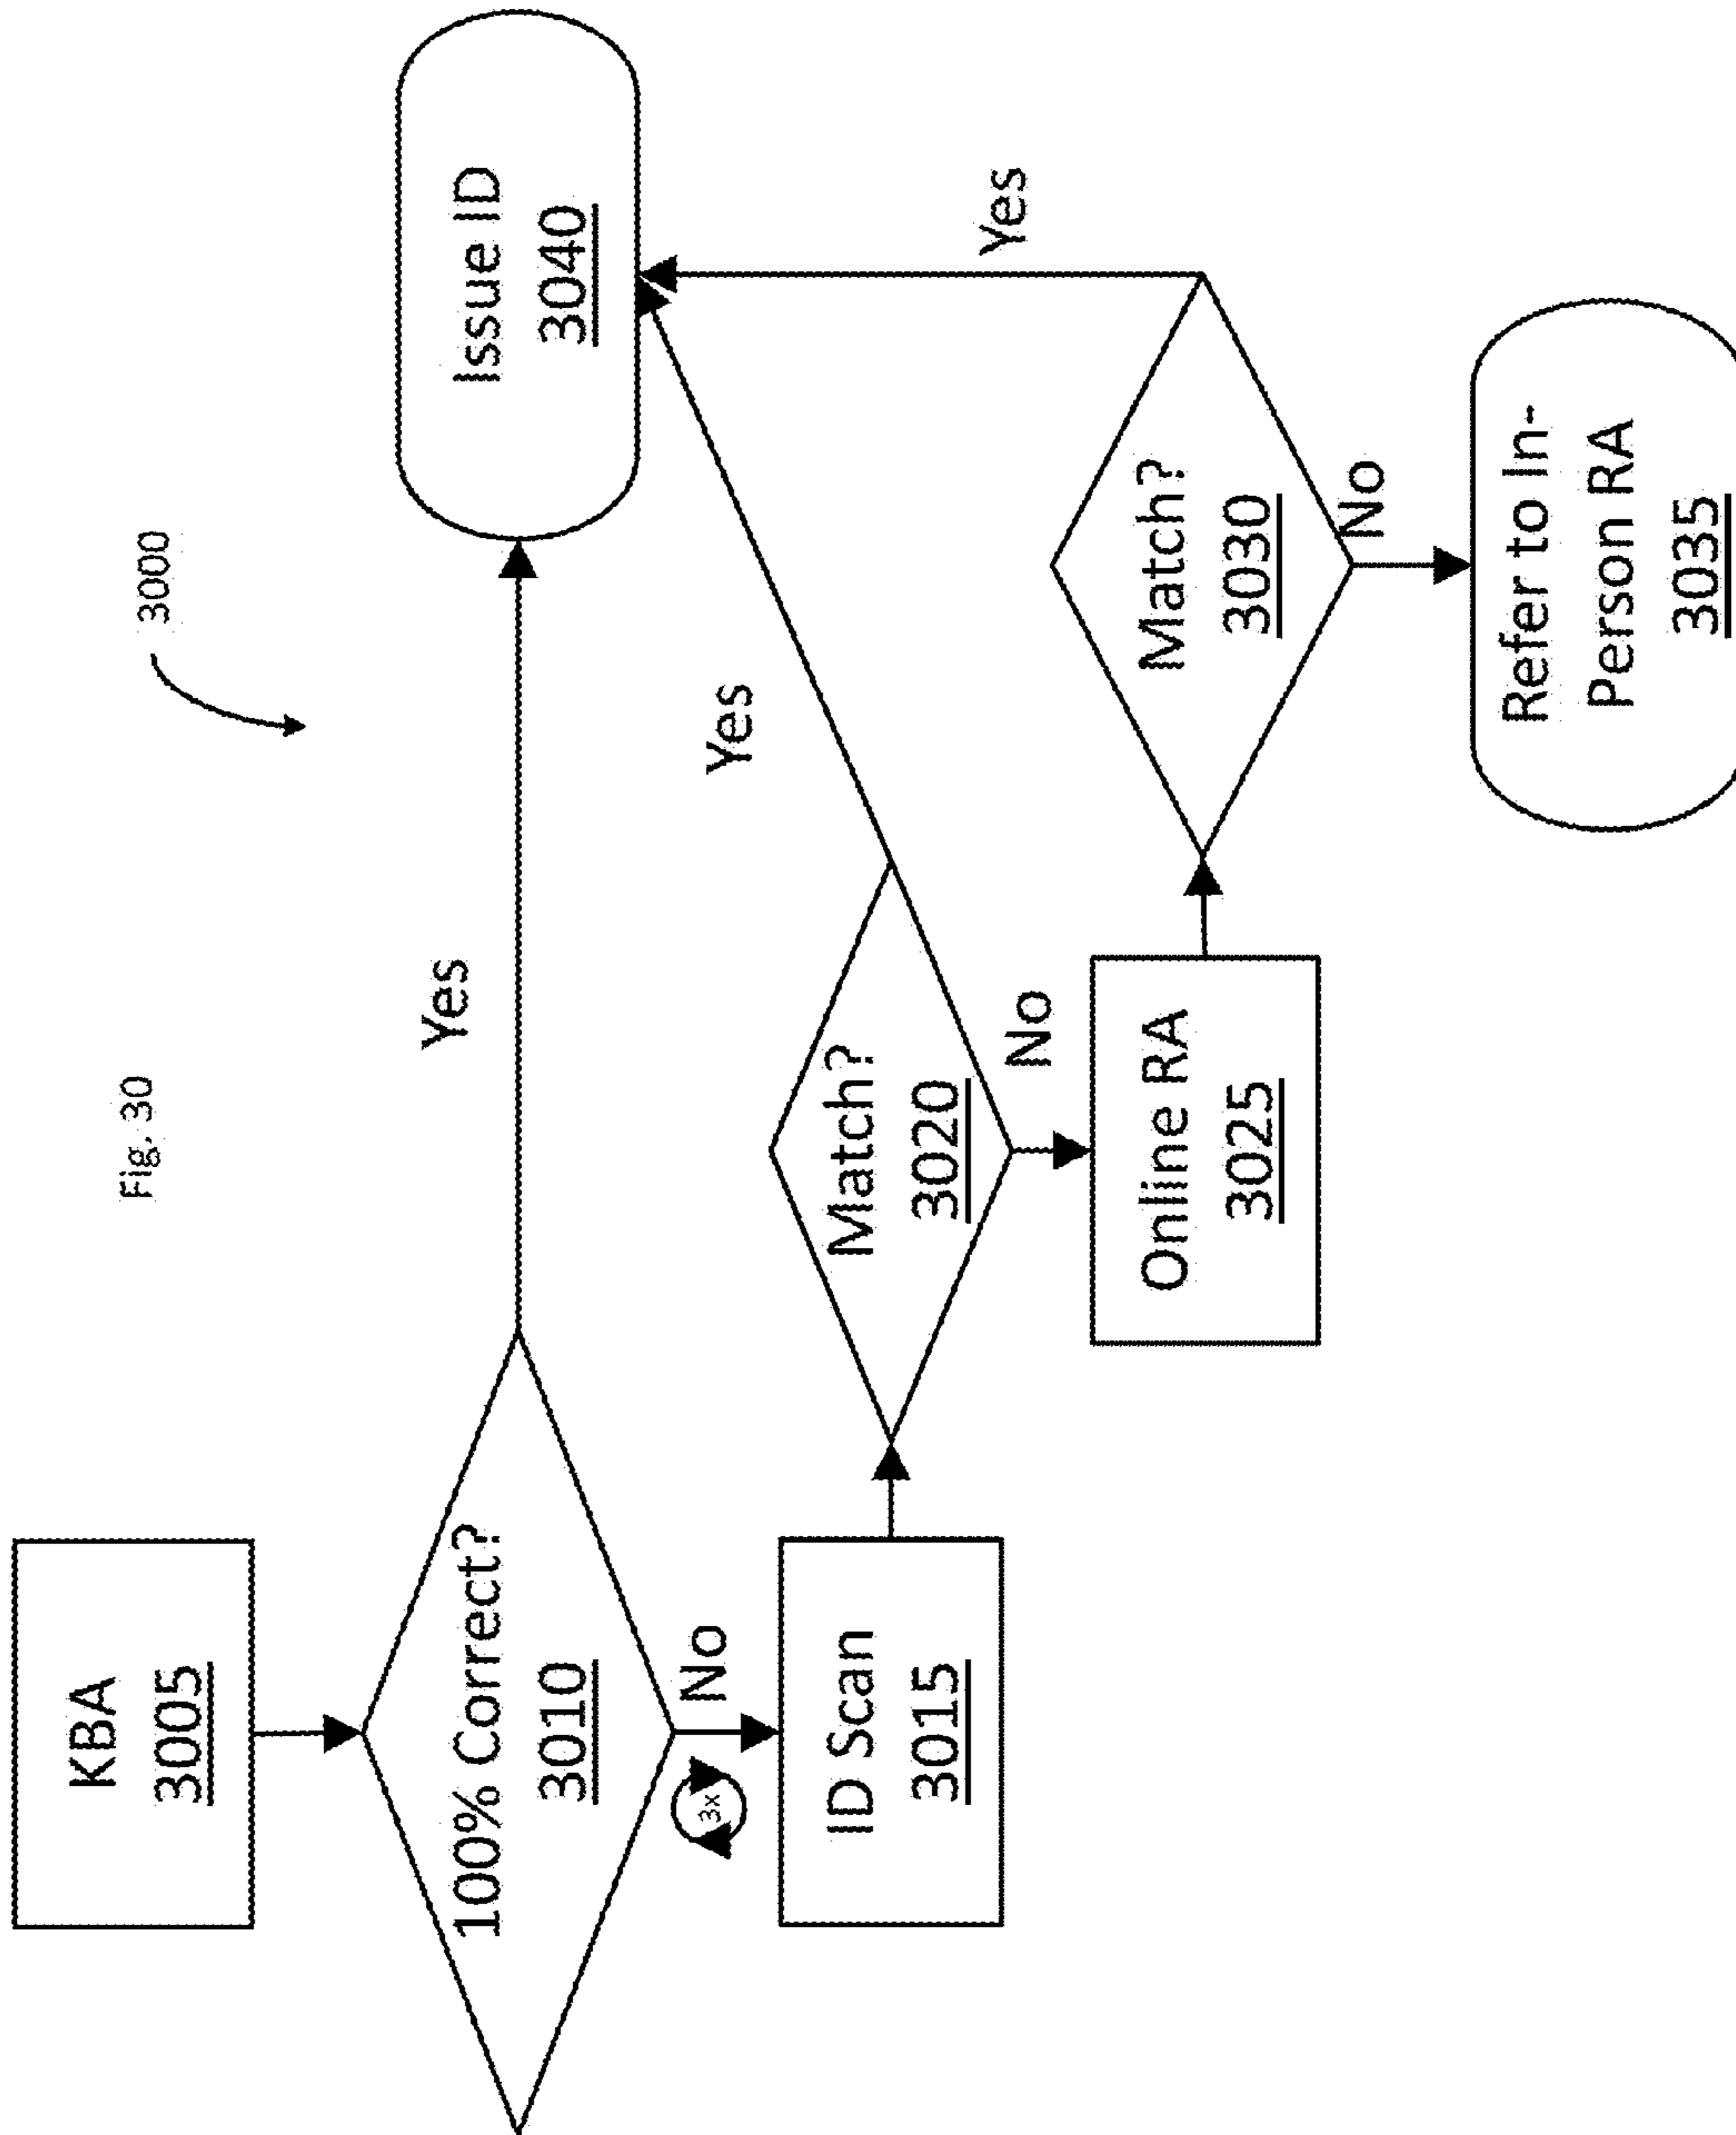 Fig. 30
3000
KBA
3005
100% Correct?
3010
Yes
Issue ID
3040
No
3x
ID Scan
3015
Match?
3020
Yes
No
Online RA
3025
Match?
3030
Yes
No
Refer to In-
Person RA
3035